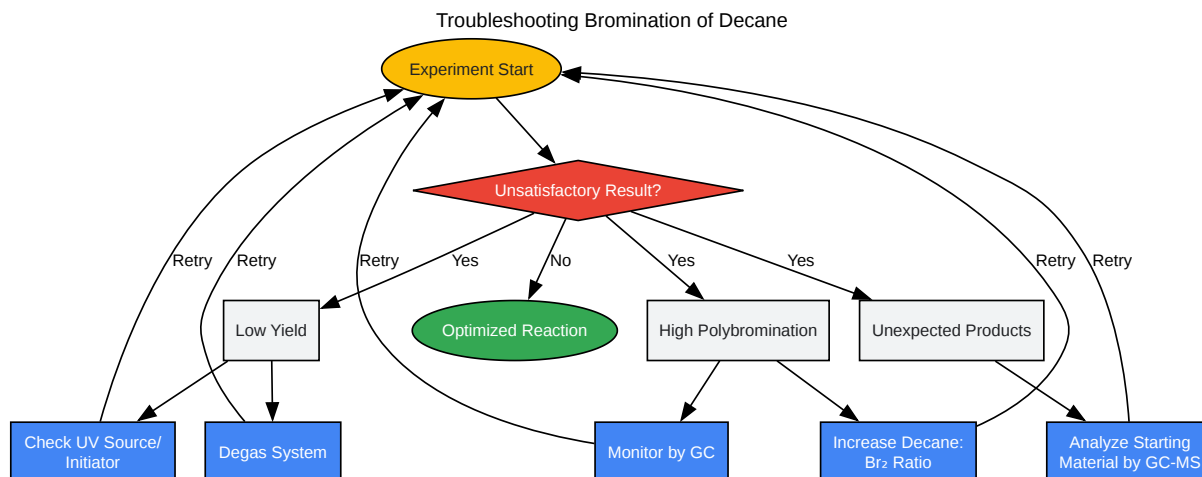 Troubleshooting Bromination of Decane
Experiment Start
Unsatisfactory Result?
Retry
Retry
Retry
Yes
No
Yes
Yes
Retry
Retry
Low Yield
Optimized Reaction
High Polybromination
Unexpected Products
Check UV Source/
Initiator
Degas System
Monitor by GC
Increase Decane:
Br₂ Ratio
Analyze Starting
Material by GC-MS